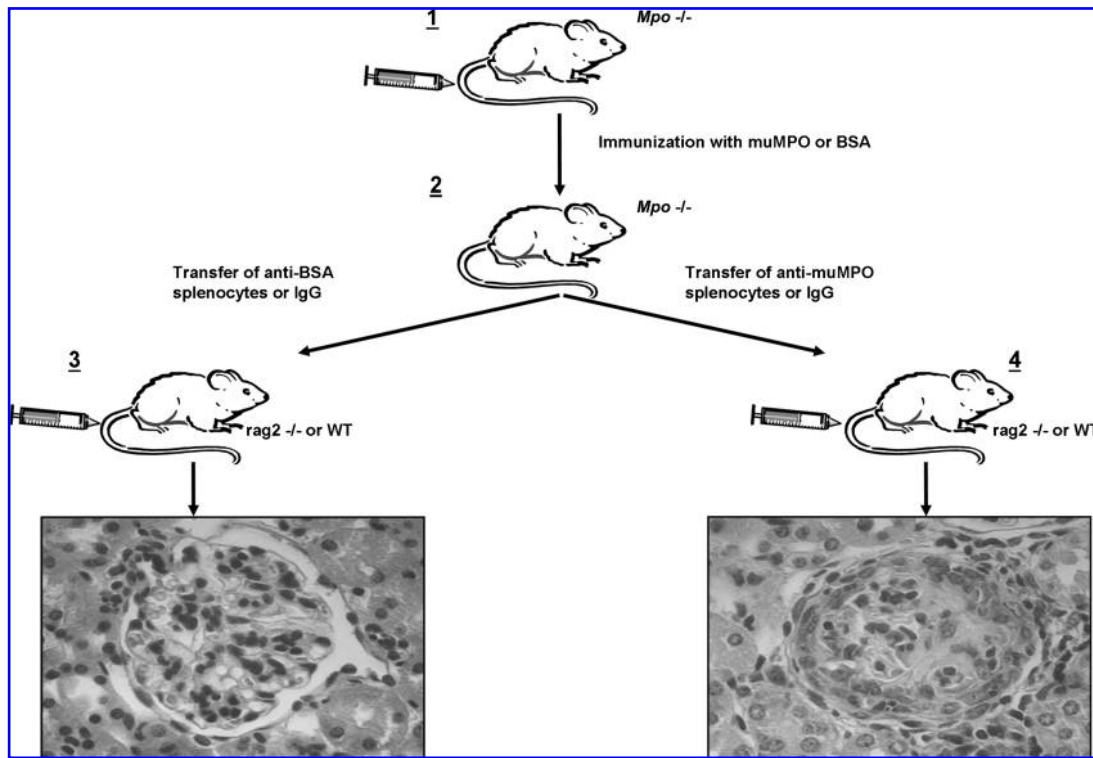 1
Mpo -/-
Immunization with muMPO or BSA
2
Mpo -/-
Transfer of anti-BSA
splenocytes or IgG
Transfer of anti-muMPO
splenocytes or IgG
3
rag2 -/- or WT
4
rag2 -/- or WT